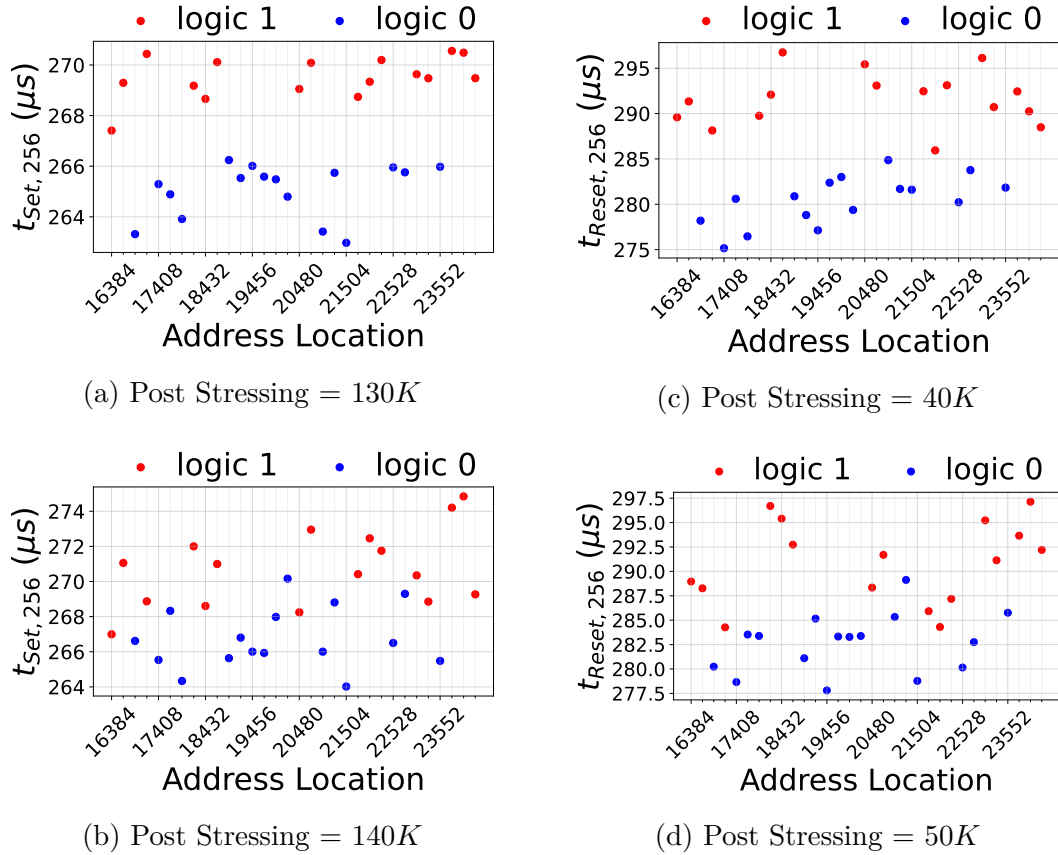 logic 1 logic 0
t_{Set, 256} (μs)
270
268
266
264
16384 17408 18432 19456 20480 21504 22528 23552
Address Location
(a) Post Stressing = 130K
logic 1 logic 0
t_{Reset, 256} (μs)
295
290
285
280
275
16384 17408 18432 19456 20480 21504 22528 23552
Address Location
(c) Post Stressing = 40K
logic 1 logic 0
t_{Set, 256} (μs)
274
272
270
268
266
264
16384 17408 18432 19456 20480 21504 22528 23552
Address Location
(b) Post Stressing = 140K
logic 1 logic 0
t_{Reset, 256} (μs)
297.5
295.0
292.5
290.0
287.5
285.0
282.5
280.0
277.5
16384 17408 18432 19456 20480 21504 22528 23552
Address Location
(d) Post Stressing = 50K